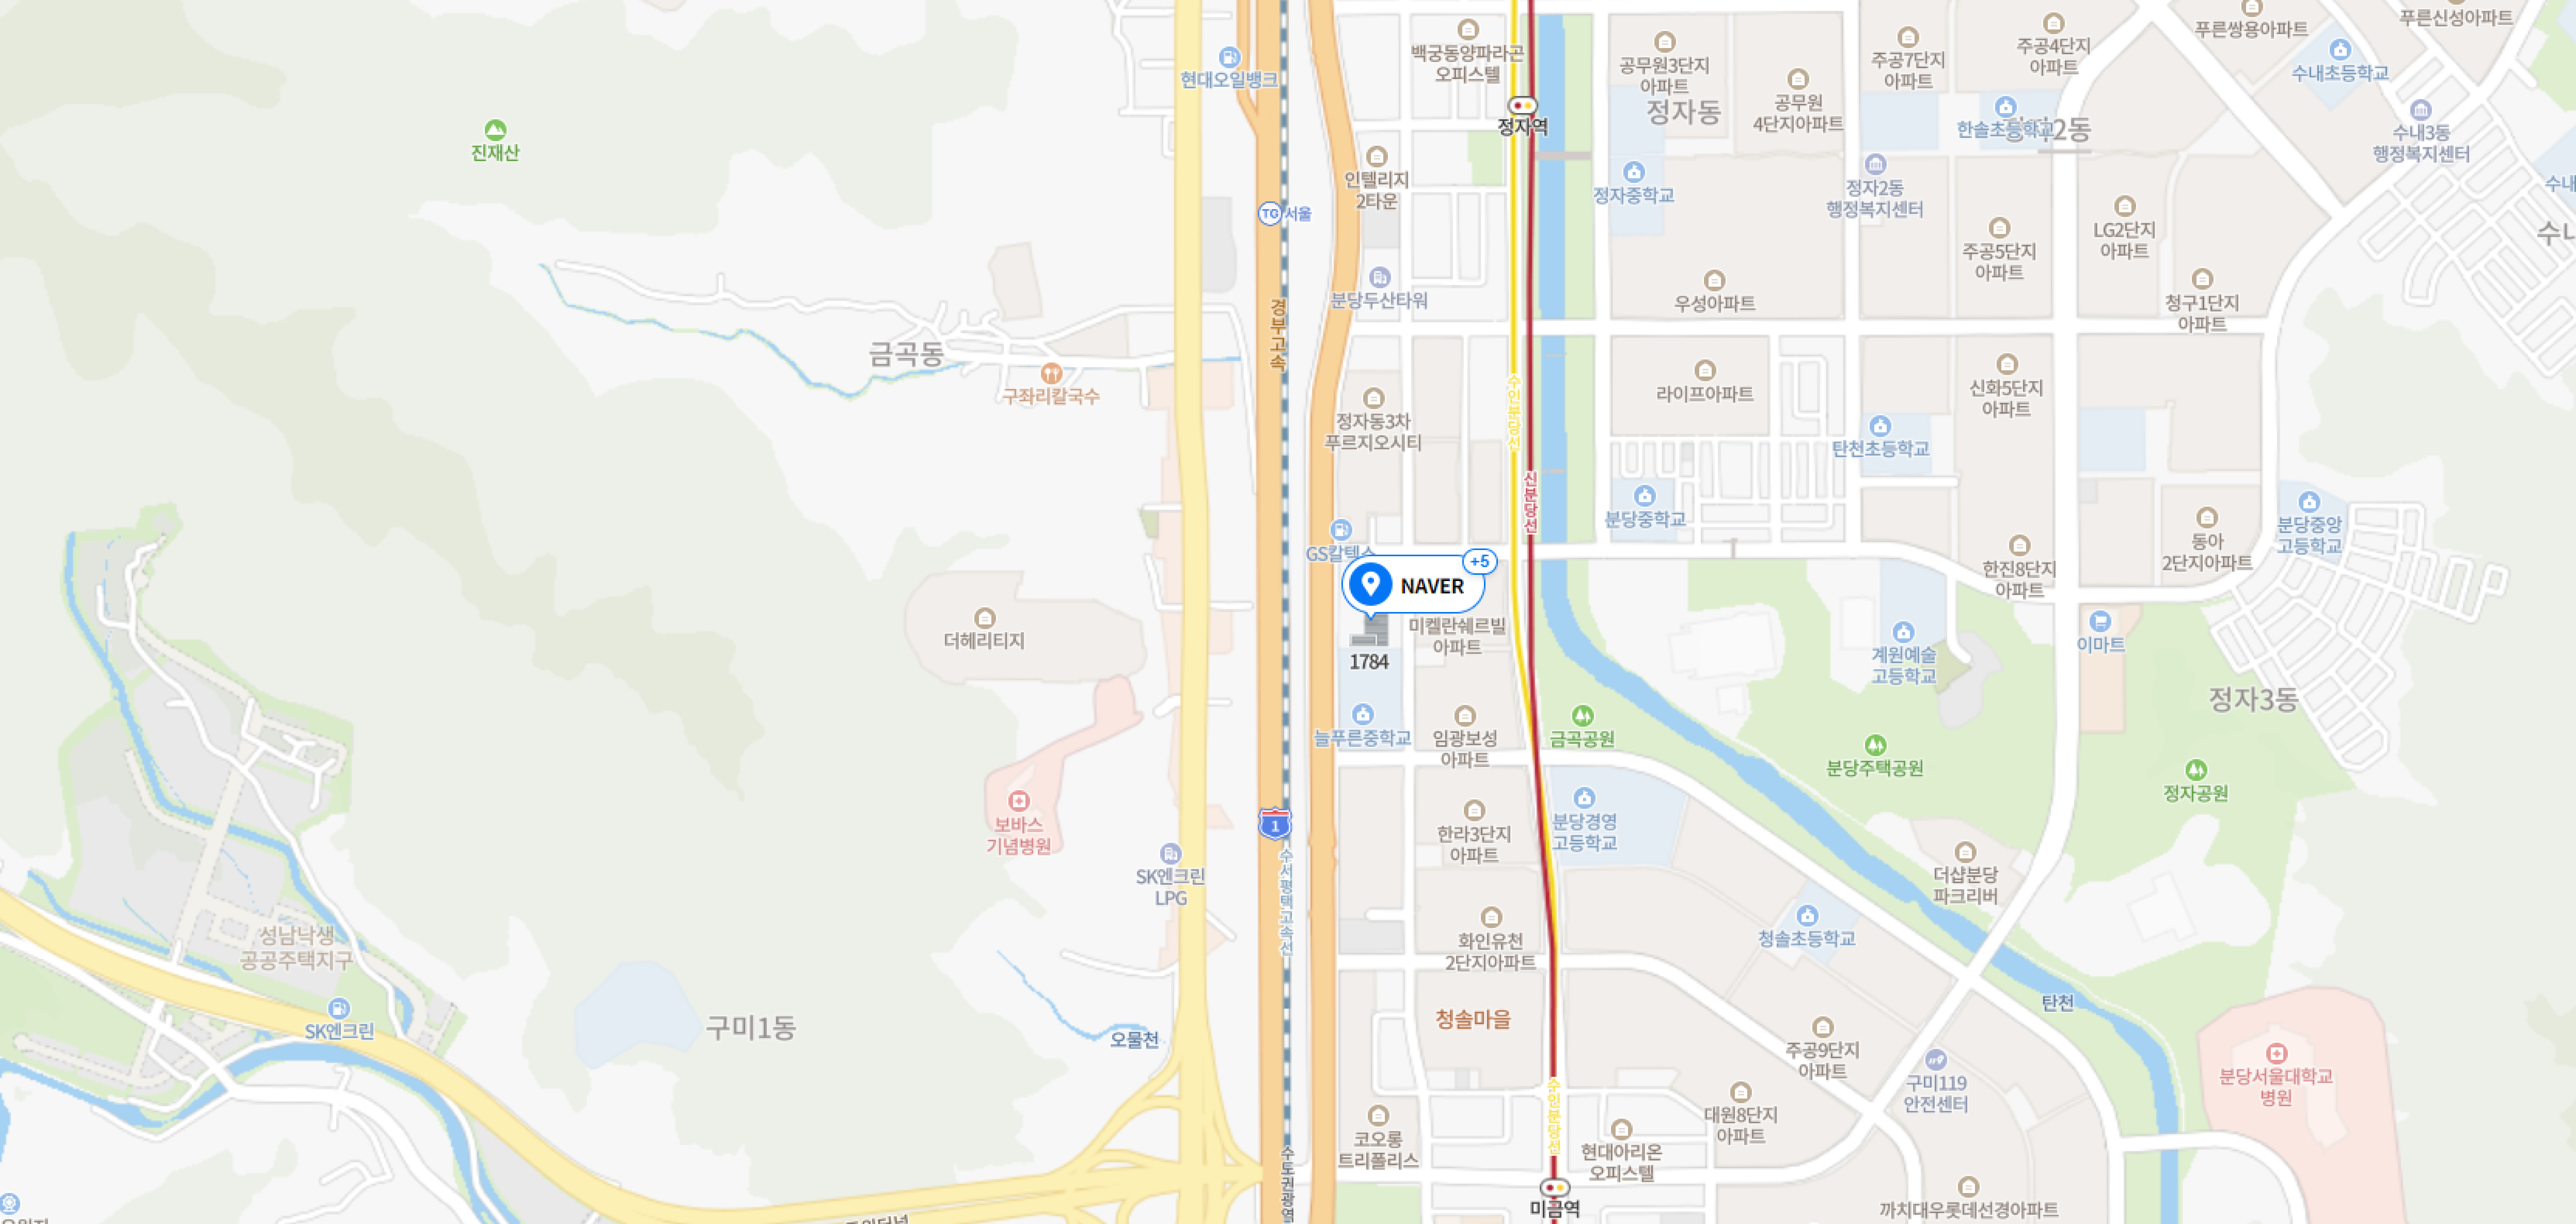 백궁동양파라곤
오피스텔
공무원3단지
아파트
정자동
공무원
4단지아파트
주공7단지
아파트
주공4단지
아파트
푸른쌍용아파트
푸른신성아파트
수내초등학교
현대오일뱅크
진재산
정자역
한솔초등학교
2동
수내3동
행정복지센터
인텔리지
2타운
정자중학교
정자2동
행정복지센터
TG 서울
주공5단지
아파트
LG2단지
아파트
분당두산타워
우성아파트
청구1단지
아파트
경부고속
금곡동
구좌리칼국수
정자동3차
푸르지오시티
수인분당선
라이프아파트
신화5단지
아파트
탄천초등학교
신분당선
분당중학교
GS칼텍스
+5
NAVER
1784
미켈란쉐르빌
아파트
한진8단지
아파트
동아
2단지아파트
분당중앙
고등학교
더헤리티지
계원예술
고등학교
이마트
정자3동
늘푸른중학교
임광보성
아파트
금곡공원
분당주택공원
정자공원
보바스
기념병원
1
한라3단지
아파트
분당경영
고등학교
SK엔크린
LPG
수서평택고속선
더샵분당
파크리버
화인유천
2단지아파트
청솔초등학교
성남낙생
공공주택지구
SK엔크린
구미1동
오물천
청솔마을
탄천
주공9단지
아파트
구미119
안전센터
분당서울대학교
병원
코오롱
트리폴리스
수인분당선
대원8단지
아파트
현대아리온
오피스텔
수도권광역
미금역
까치대우롯데선경아파트